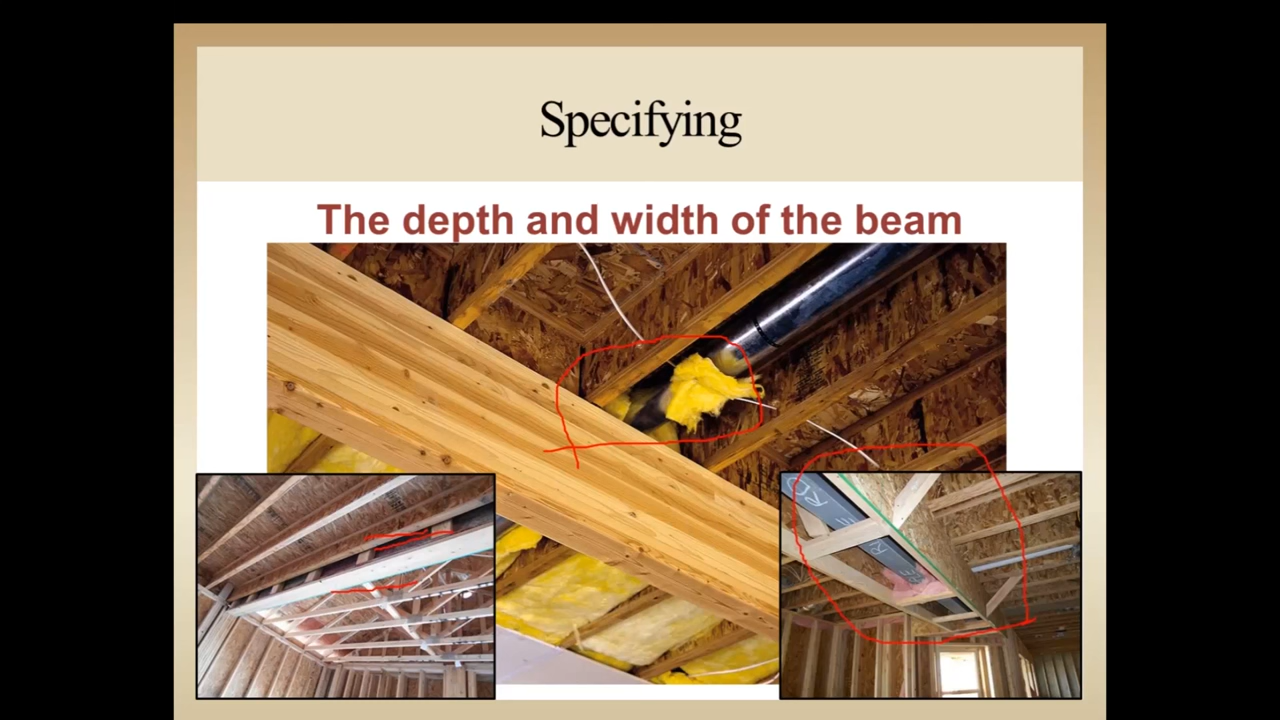 Specifying
The depth and width of the beam